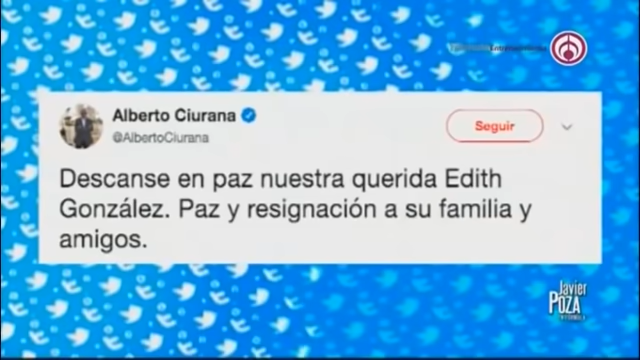 Alberto Ciurana
@AlbertoCiurana
Seguir
Descanse en paz nuestra querida Edith
González. Paz y resignación a su familia y
amigos.
Javier
POZA